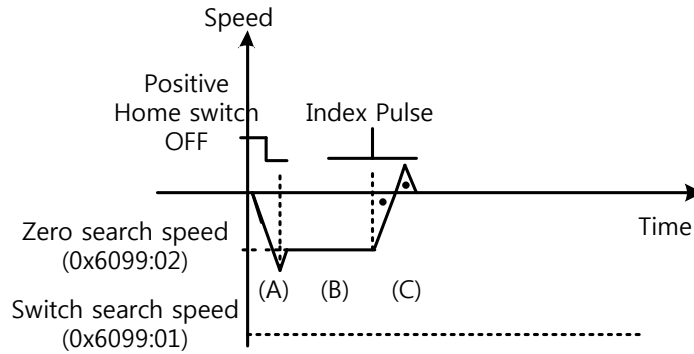 Speed
Positive
Home switch
OFF
Index Pulse
Time
Zero search speed
(0x6099:02)
(A)
(B)
(C)
Switch search speed
(0x6099:01)